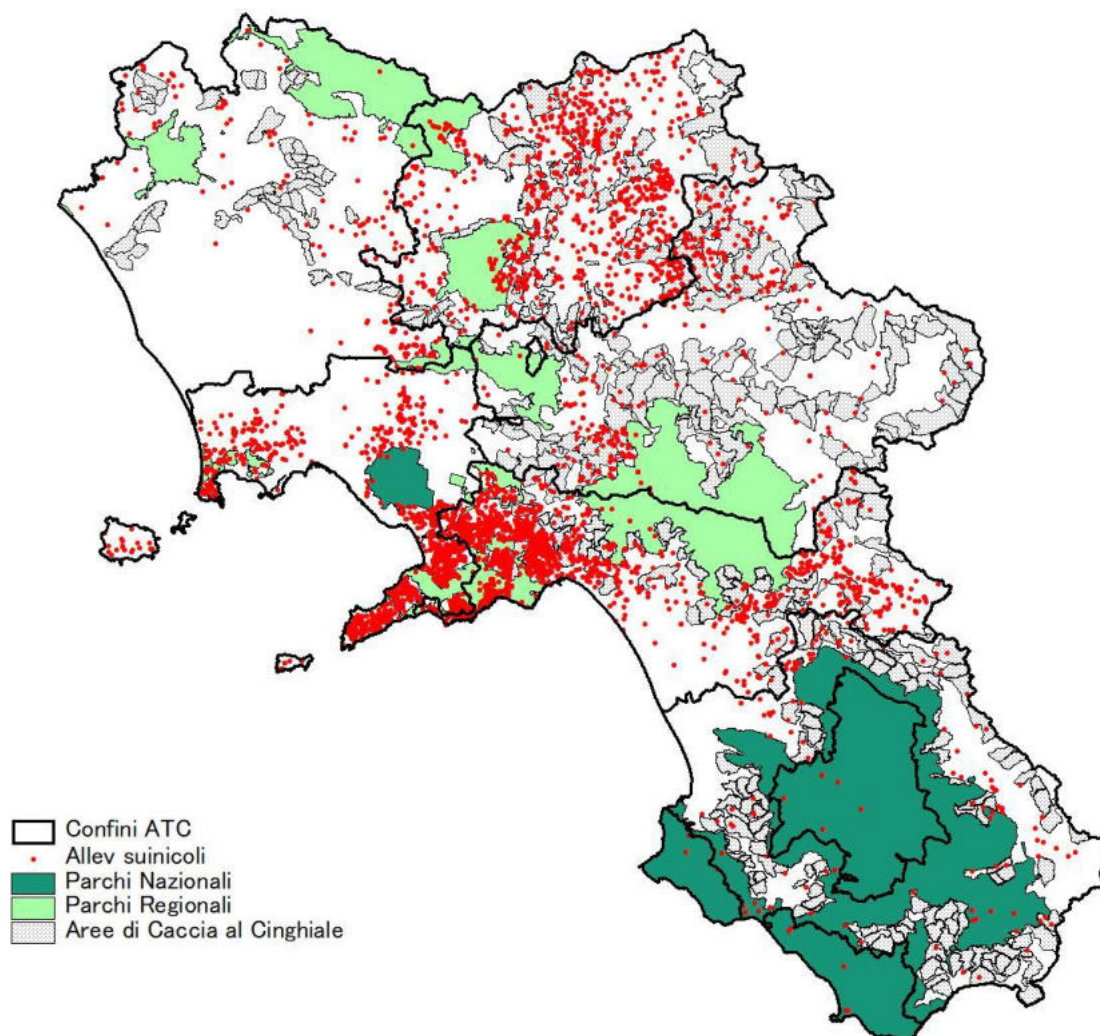 Confini ATC
Allev suinicoli
Parchi Nazionali
Parchi Regionali
Aree di Caccia al Cinghiale